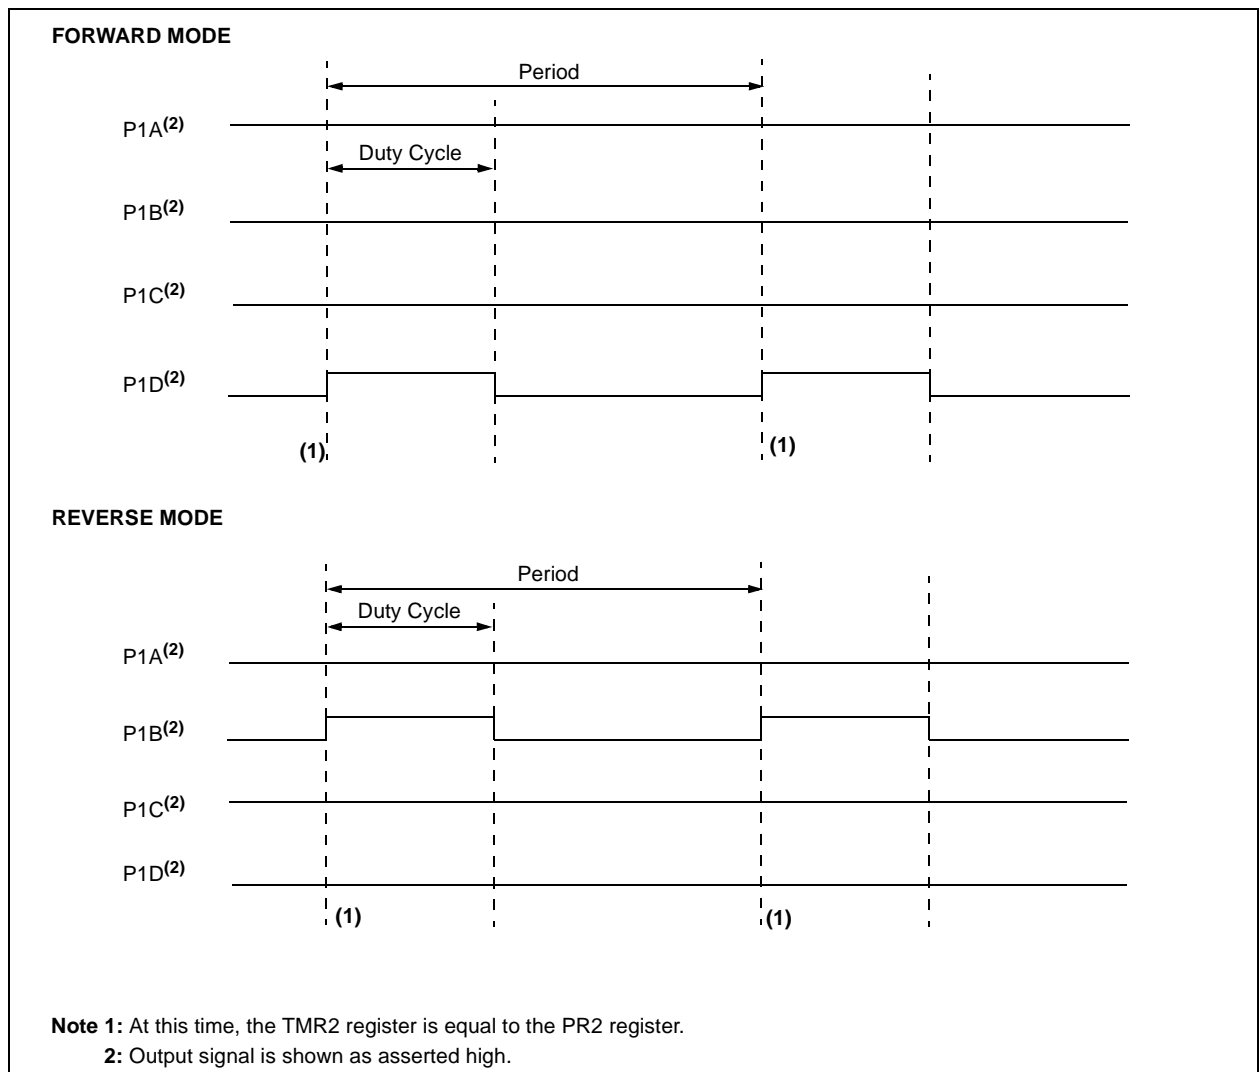 FORWARD MODE
Period
P1A(2)
Duty Cycle
P1B(2)
P1C(2)
P1D(2)
(1)
(1)
REVERSE MODE
Period
Duty Cycle
P1A(2)
P1B(2)
P1C(2)
P1D(2)
(1)
(1)
Note 1: At this time, the TMR2 register is equal to the PR2 register.
2: Output signal is shown as asserted high.